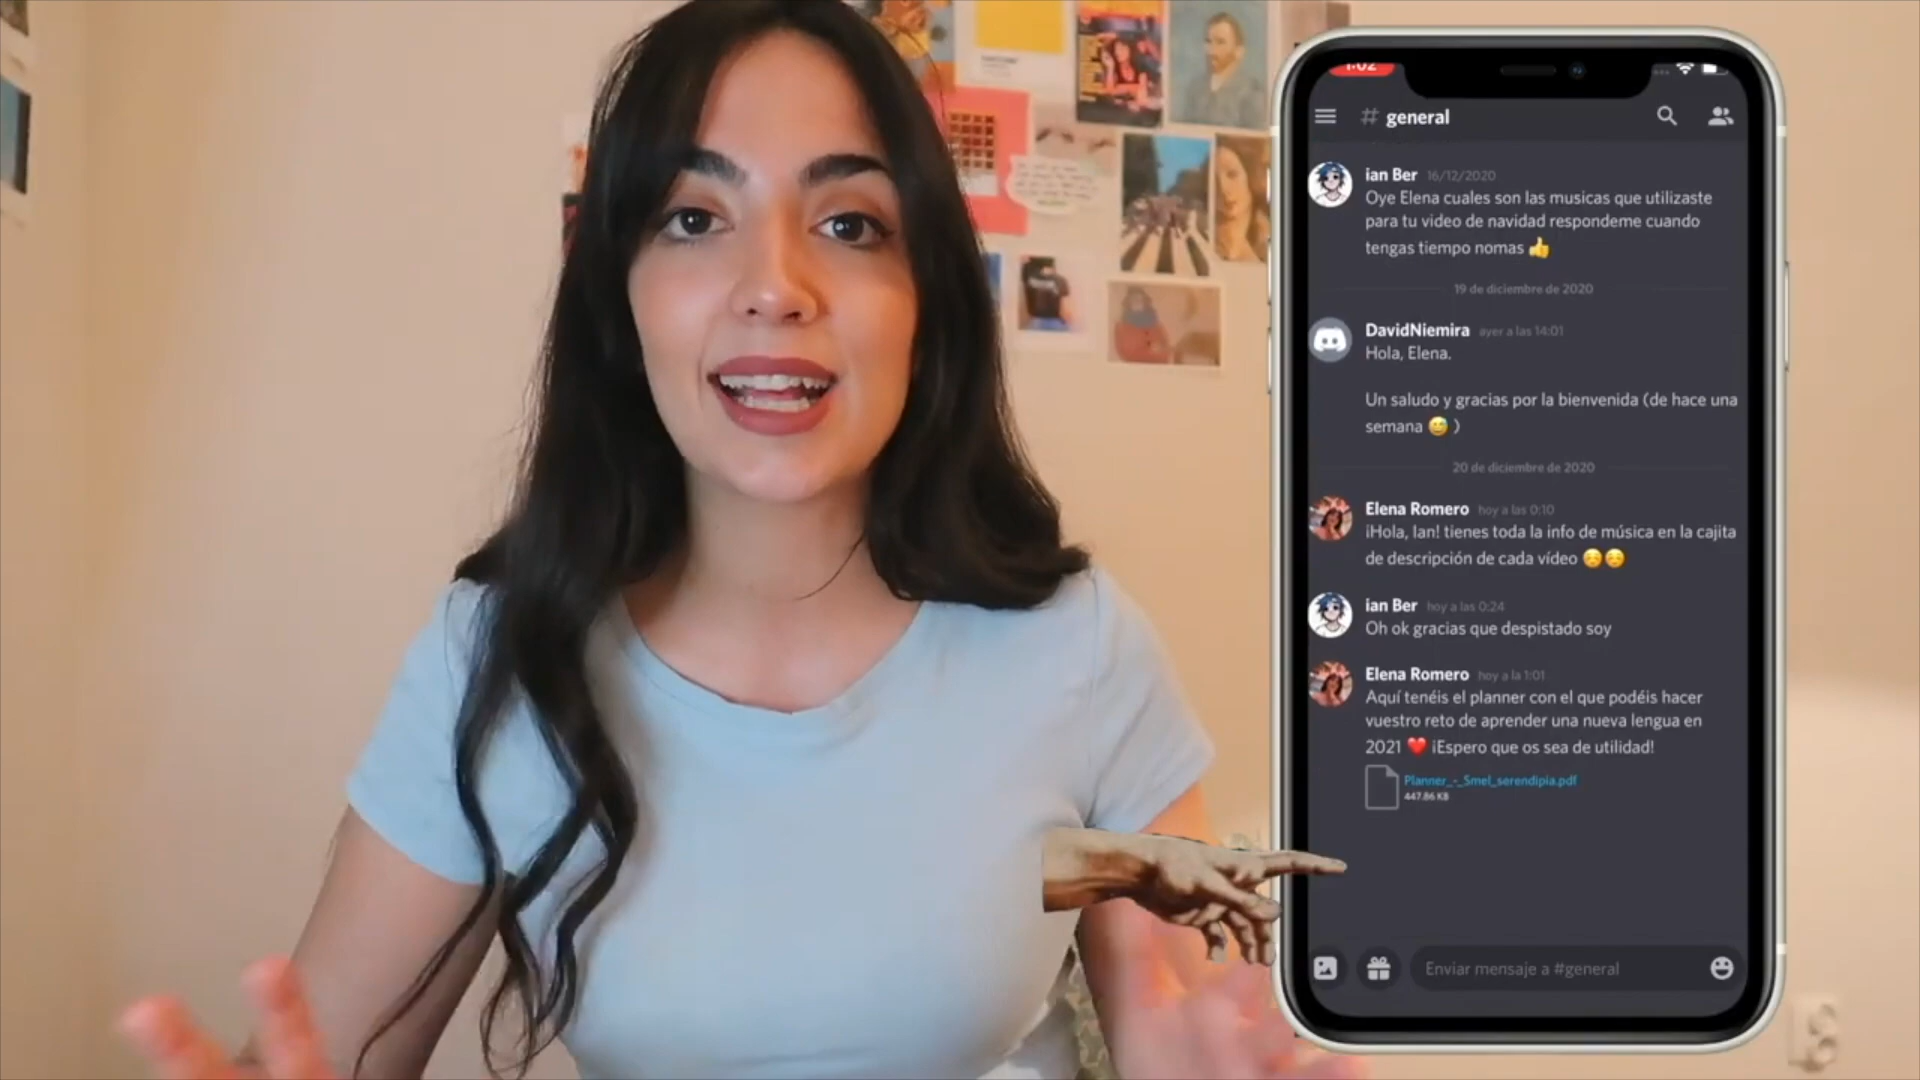 1:02
# general
ian Ber 16/12/2020
Oye Elena cuales son las musicas que utilizaste
para tu video de navidad respondeme cuando
tengas tiempo nomas 👍
19 de diciembre de 2020
DavidNiemira ayer a las 14:01
Hola, Elena.
Un saludo y gracias por la bienvenida (de hace una
semana 😅 )
20 de diciembre de 2020
Elena Romero hoy a las 0:10
¡Hola, Ian! tienes toda la info de música en la cajita
de descripción de cada vídeo ☺️☺️
ian Ber hoy a las 0:24
Oh ok gracias que despistado soy
Elena Romero hoy a la 1:01
Aquí tenéis el planner con el que podéis hacer
vuestro reto de aprender una nueva lengua en
2021 ❤️ ¡Espero que os sea de utilidad!
Planner_-_Smel_serendipia.pdf
447.86 KB
Enviar mensaje a #general